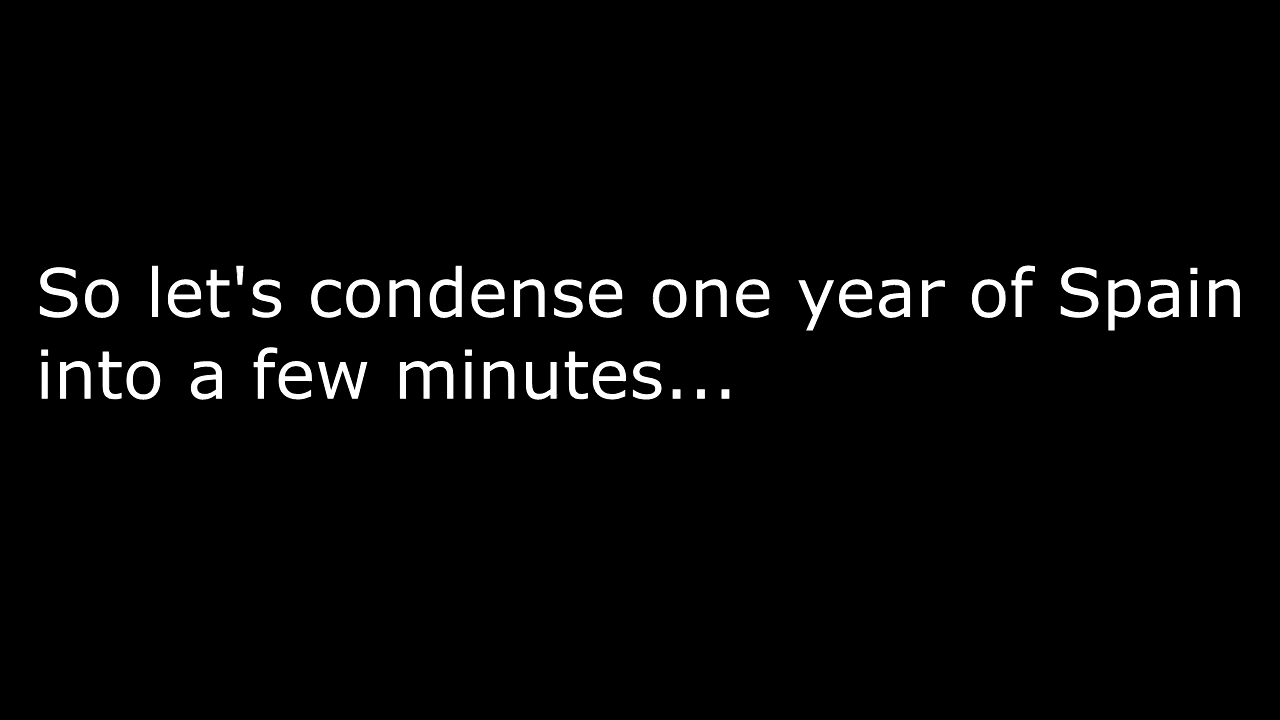 So let's condense one year of Spain
into a few minutes...